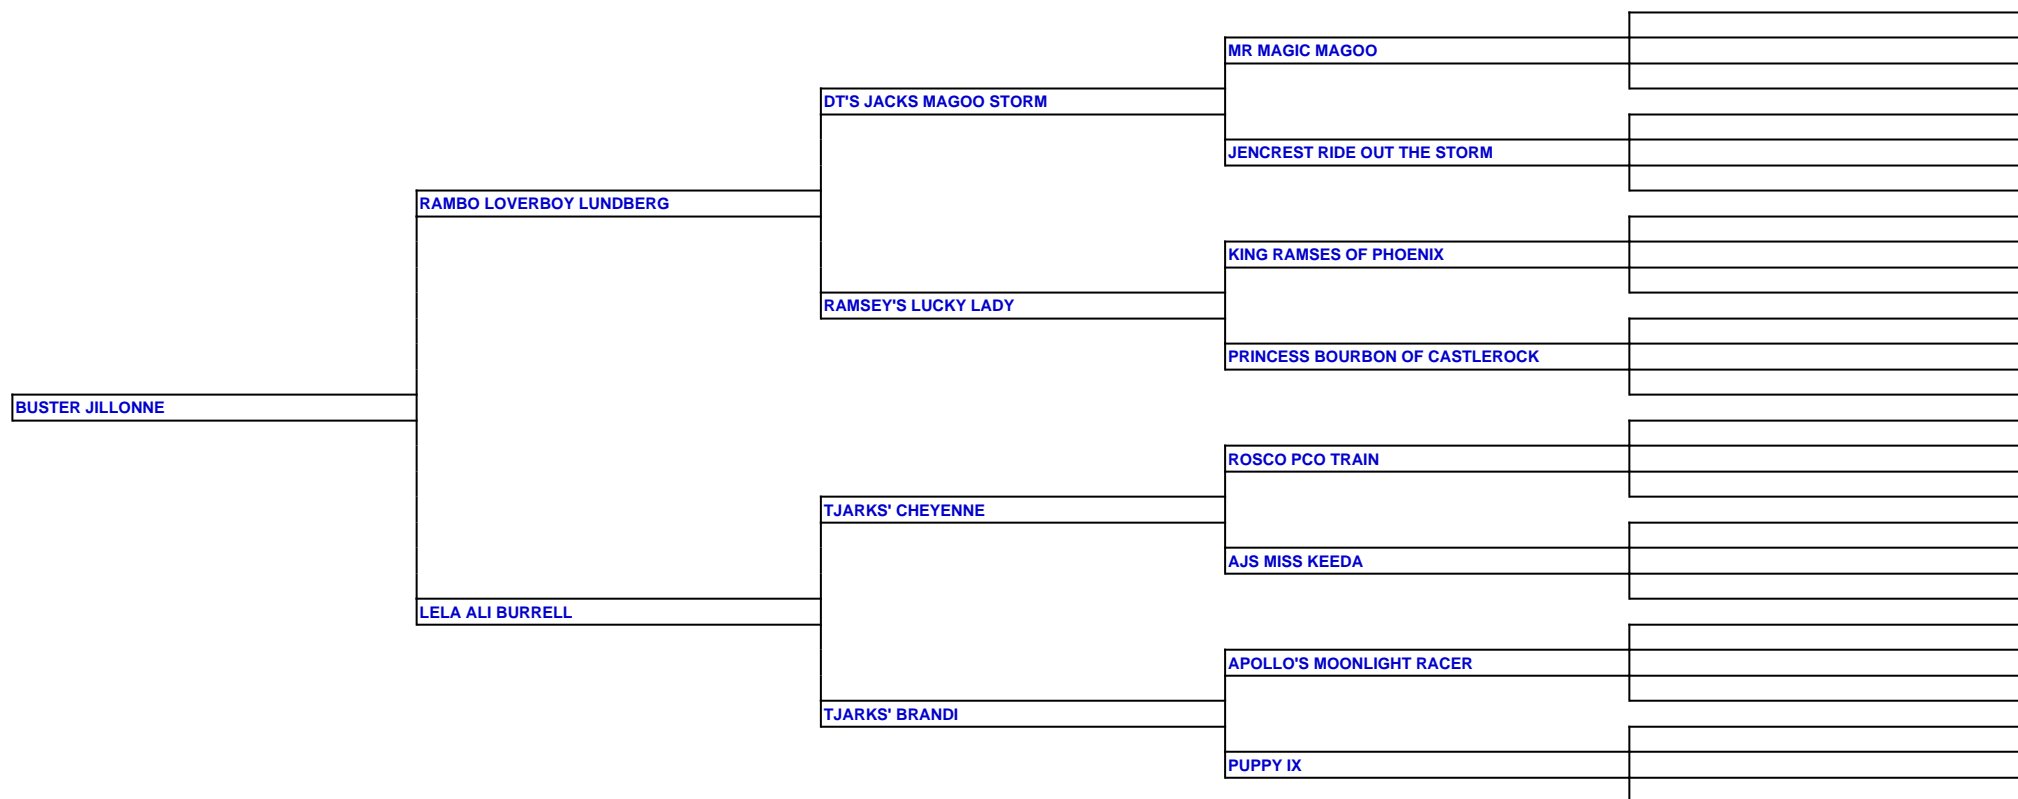 MR MAGIC MAGOO
DT'S JACKS MAGOO STORM
JENCREST RIDE OUT THE STORM
RAMBO LOVERBOY LUNDBERG
KING RAMSES OF PHOENIX
RAMSEY'S LUCKY LADY
PRINCESS BOURBON OF CASTLEROCK
BUSTER JILLONNE
ROSCO PCO TRAIN
TJARKS' CHEYENNE
AJS MISS KEEDA
LELA ALI BURRELL
APOLLO'S MOONLIGHT RACER
TJARKS' BRANDI
PUPPY IX